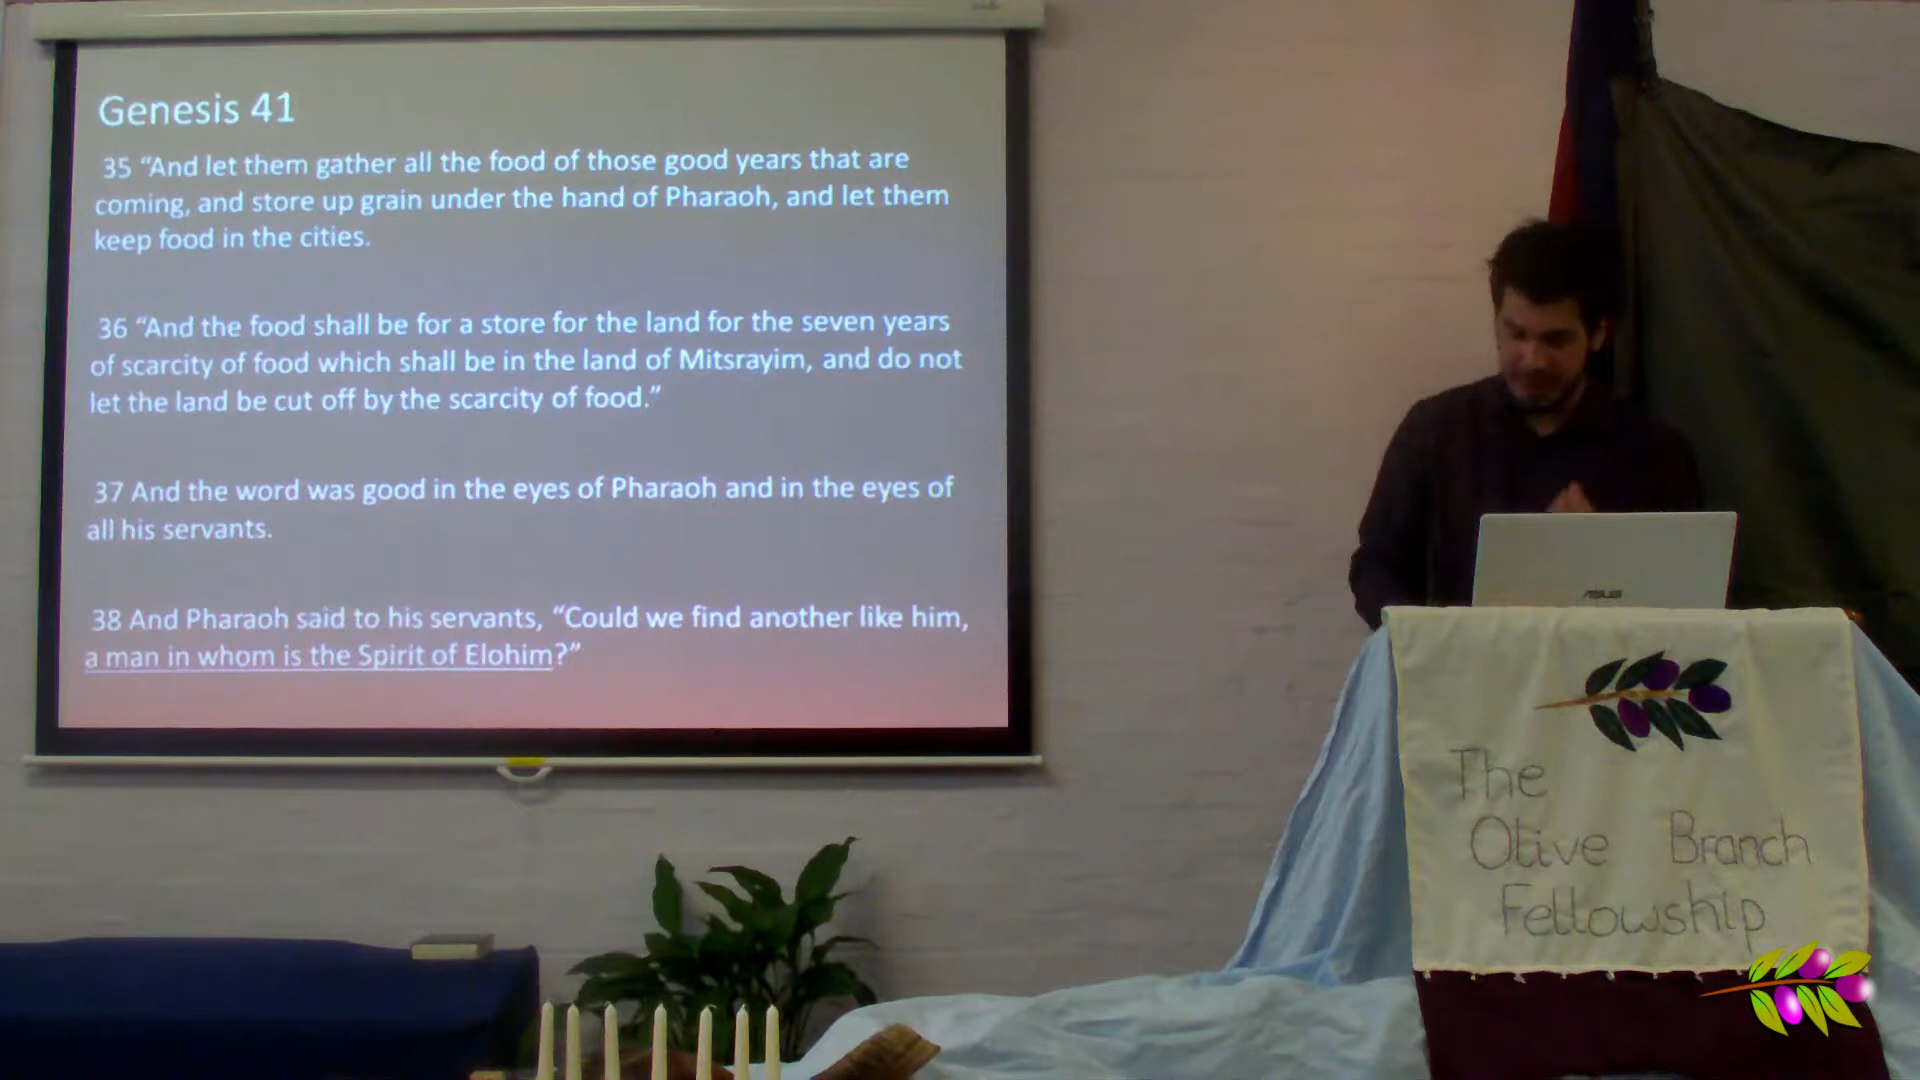 Genesis 41
35 “And let them gather all the food of those good years that are
coming, and store up grain under the hand of Pharaoh, and let them
keep food in the cities.
36 “And the food shall be for a store for the land for the seven years
of scarcity of food which shall be in the land of Mitsrayim, and do not
let the land be cut off by the scarcity of food.”
37 And the word was good in the eyes of Pharaoh and in the eyes of
all his servants.
38 And Pharaoh said to his servants, “Could we find another like him,
a man in whom is the Spirit of Elohim?”
ASUS
The
Olive Branch
Fellowship